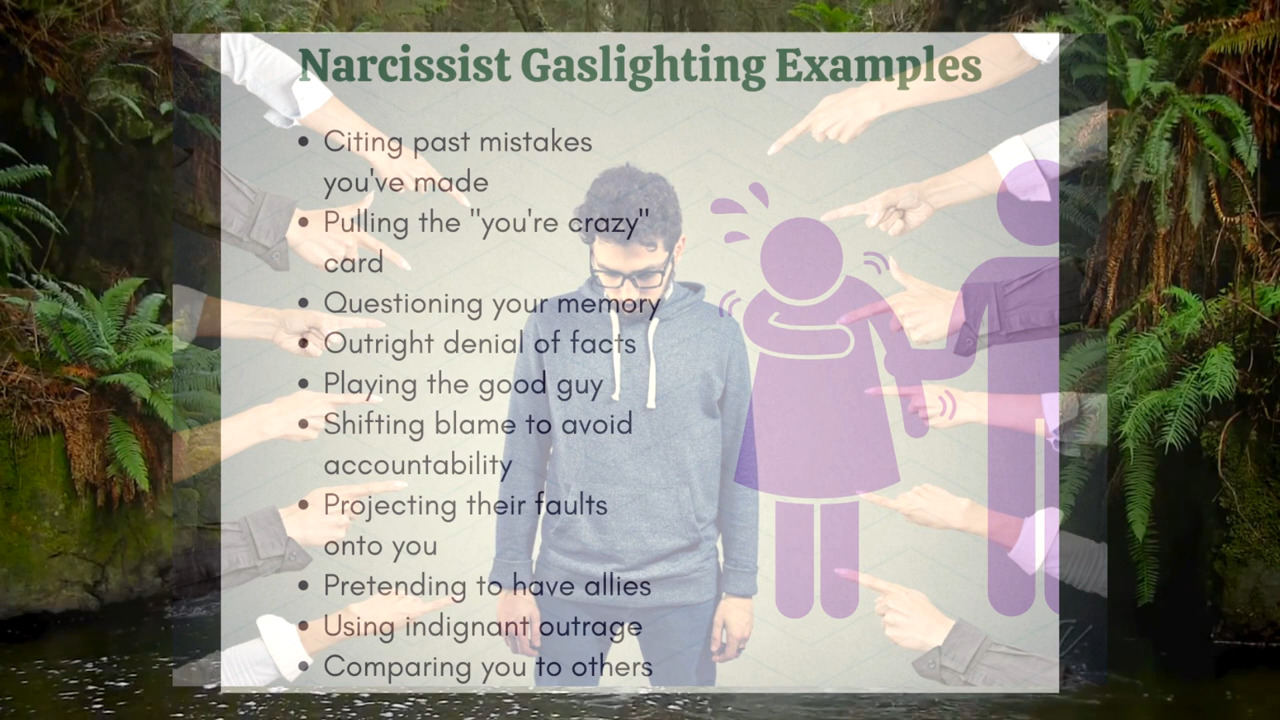 Narcissist Gaslighting Examples
• Citing past mistakes
you've made
• Pulling the "you're crazy"
card
• Questioning your memory
• Outright denial of facts
• Playing the good guy
• Shifting blame to avoid
accountability
• Projecting their faults
onto you
• Pretending to have allies
• Using indignant outrage
• Comparing you to others